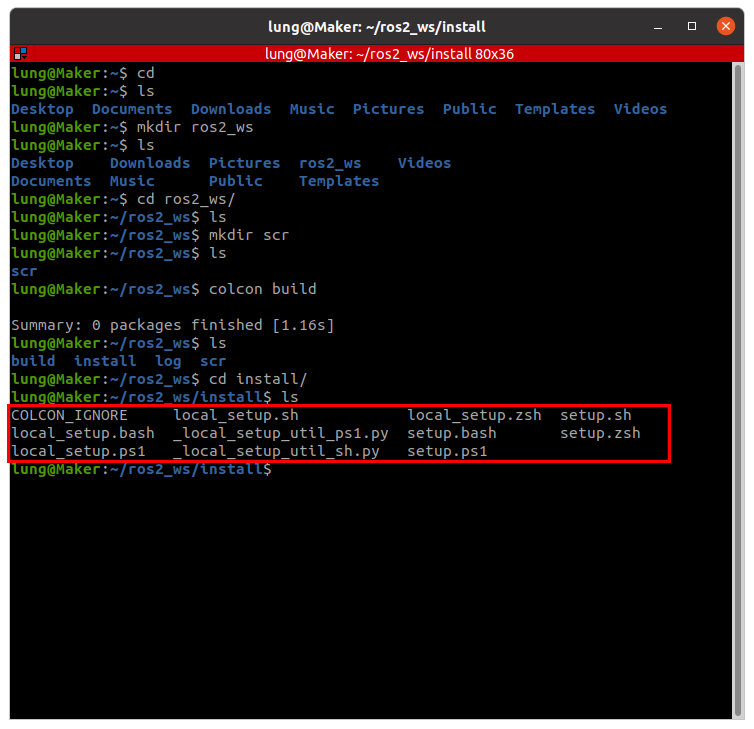 lung@Maker: ~/ros2_ws/install
lung@Maker: ~/ros2_ws/install 80x36
lung@Maker:~$ cd
lung@Maker:~$ ls
Desktop  Documents  Downloads  Music  Pictures  Public  Templates  Videos
lung@Maker:~$ mkdir ros2_ws
lung@Maker:~$ ls
Desktop    Downloads  Pictures  ros2_ws    Videos
Documents  Music      Public    Templates
lung@Maker:~$ cd ros2_ws/
lung@Maker:~/ros2_ws$ ls
lung@Maker:~/ros2_ws$ mkdir scr
lung@Maker:~/ros2_ws$ ls
scr
lung@Maker:~/ros2_ws$ colcon build
Summary: 0 packages finished [1.16s]
lung@Maker:~/ros2_ws$ ls
build  install  log  scr
lung@Maker:~/ros2_ws$ cd install/
lung@Maker:~/ros2_ws/install$ ls
COLCON_IGNORE     local_setup.sh            local_setup.zsh  setup.sh
local_setup.bash  _local_setup_util_ps1.py  setup.bash       setup.zsh
local_setup.ps1   _local_setup_util_sh.py   setup.ps1
lung@Maker:~/ros2_ws/install$